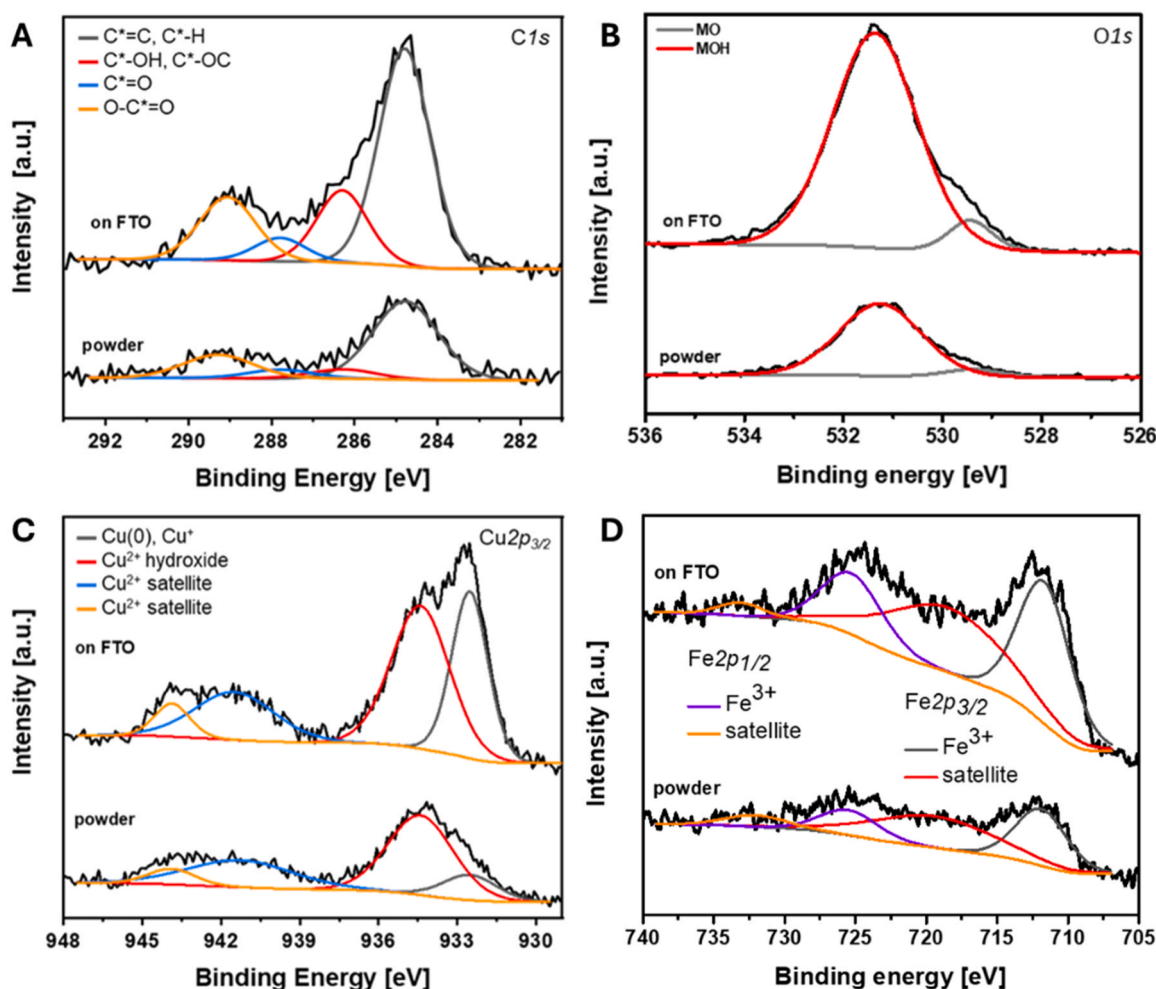 A
C*=C, C*-H
C*-OH, C*-OC
C*=O
O-C*=O
C1s
on FTO
powder
Intensity [a.u.]
292 290 288 286 284 282
Binding Energy [eV]
B
MO
MOH
O1s
on FTO
powder
Intensity [a.u.]
536 534 532 530 528 526
Binding energy [eV]
C
Cu(0), Cu⁺
Cu²⁺ hydroxide
Cu²⁺ satellite
Cu²⁺ satellite
Cu2p3/2
on FTO
powder
Intensity [a.u.]
948 945 942 939 936 933 930
Binding Energy [eV]
D
on FTO
Fe2p1/2
Fe³⁺
satellite
Fe2p3/2
Fe³⁺
satellite
powder
Intensity [a.u.]
740 735 730 725 720 715 710 705
Binding energy [eV]